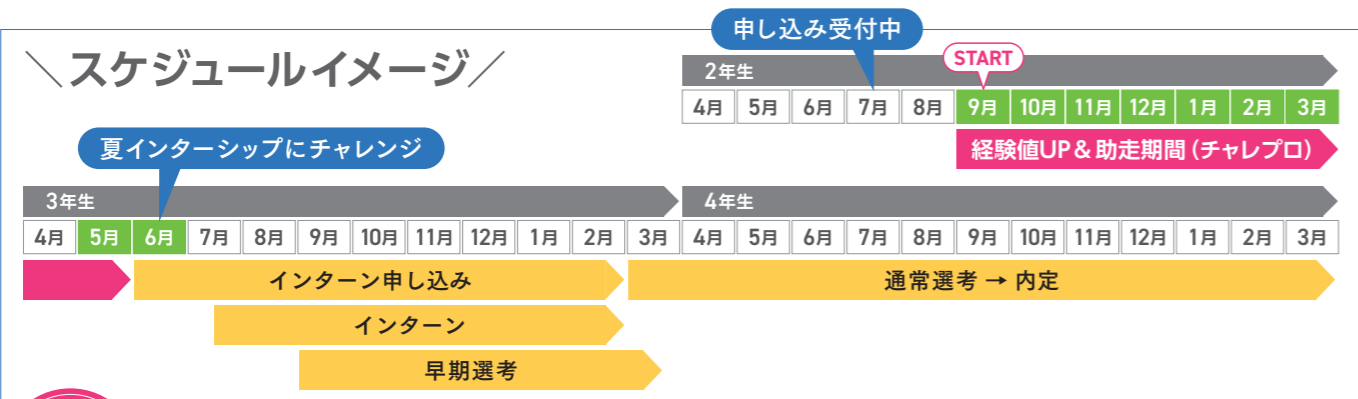 申し込み受付中
＼スケジュールイメージ／
START
2年生
4月 5月 6月 7月 8月 9月 10月 11月 12月 1月 2月 3月
経験値UP＆助走期間（チャレプロ）
夏インターシップにチャレンジ
3年生 4年生
4月 5月 6月 7月 8月 9月 10月 11月 12月 1月 2月 3月 4月 5月 6月 7月 8月 9月 10月 11月 12月 1月 2月 3月
インターン申し込み 通常選考 → 内定
インターン
早期選考